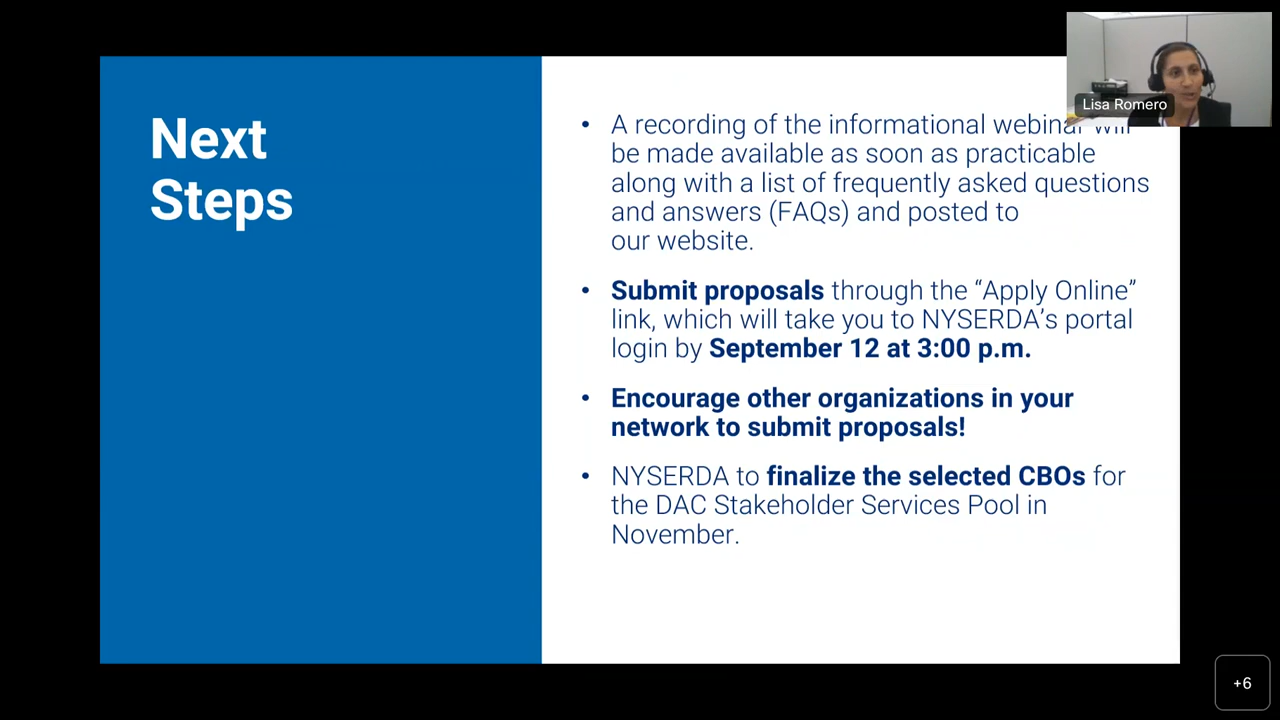 Next
Steps
Lisa Romero
• A recording of the informational webinar will
be made available as soon as practicable
along with a list of frequently asked questions
and answers (FAQs) and posted to
our website.
• Submit proposals through the “Apply Online”
link, which will take you to NYSERDA’s portal
login by September 12 at 3:00 p.m.
• Encourage other organizations in your
network to submit proposals!
• NYSERDA to finalize the selected CBOs for
the DAC Stakeholder Services Pool in
November.
+6